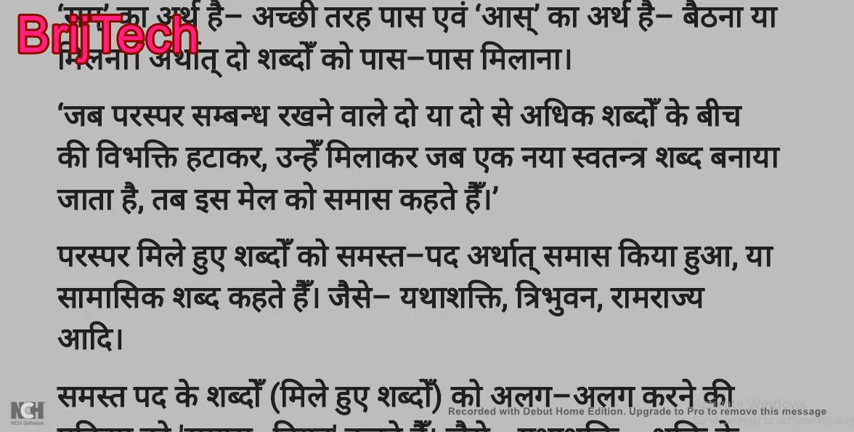 का अर्थ है– अच्छी तरह पास एवं ‘आस्’ का अर्थ है– बैठना या
BrijTech
मिलना। अर्थात् दो शब्दोँ को पास–पास मिलाना।
‘जब परस्पर सम्बन्ध रखने वाले दो या दो से अधिक शब्दोँ के बीच
की विभक्ति हटाकर, उन्हेँ मिलाकर जब एक नया स्वतन्त्र शब्द बनाया
जाता है, तब इस मेल को समास कहते हैँ।’
परस्पर मिले हुए शब्दोँ को समस्त–पद अर्थात् समास किया हुआ, या
सामासिक शब्द कहते हैँ। जैसे– यथाशक्ति, त्रिभुवन, रामराज्य
आदि।
समस्त पद के शब्दोँ (मिले हुए शब्दोँ) को अलग–अलग करने की
NCH
NCH Software
Recorded with Debut Home Edition. Upgrade to Pro to remove this message